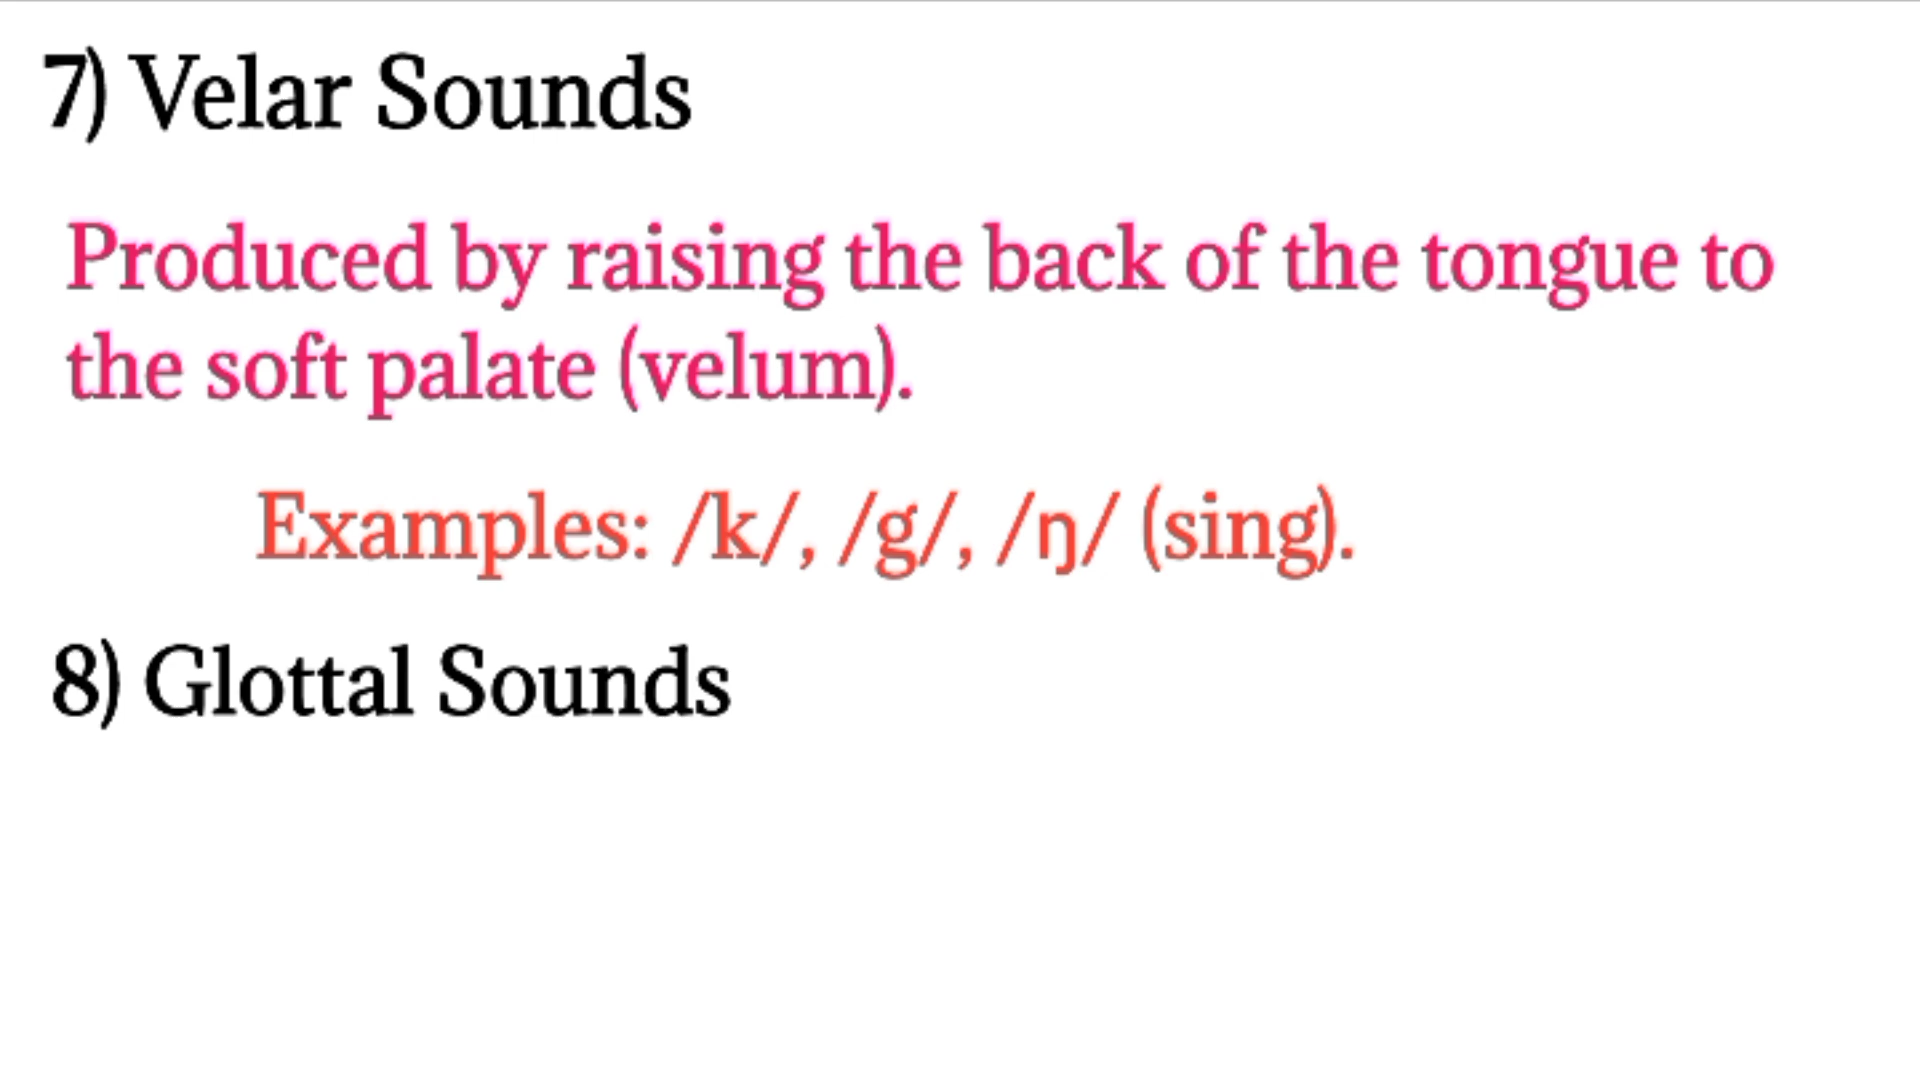 7) Velar Sounds
Produced by raising the back of the tongue to
the soft palate (velum).
Examples: /k/, /g/, /ŋ/ (sing).
8) Glottal Sounds